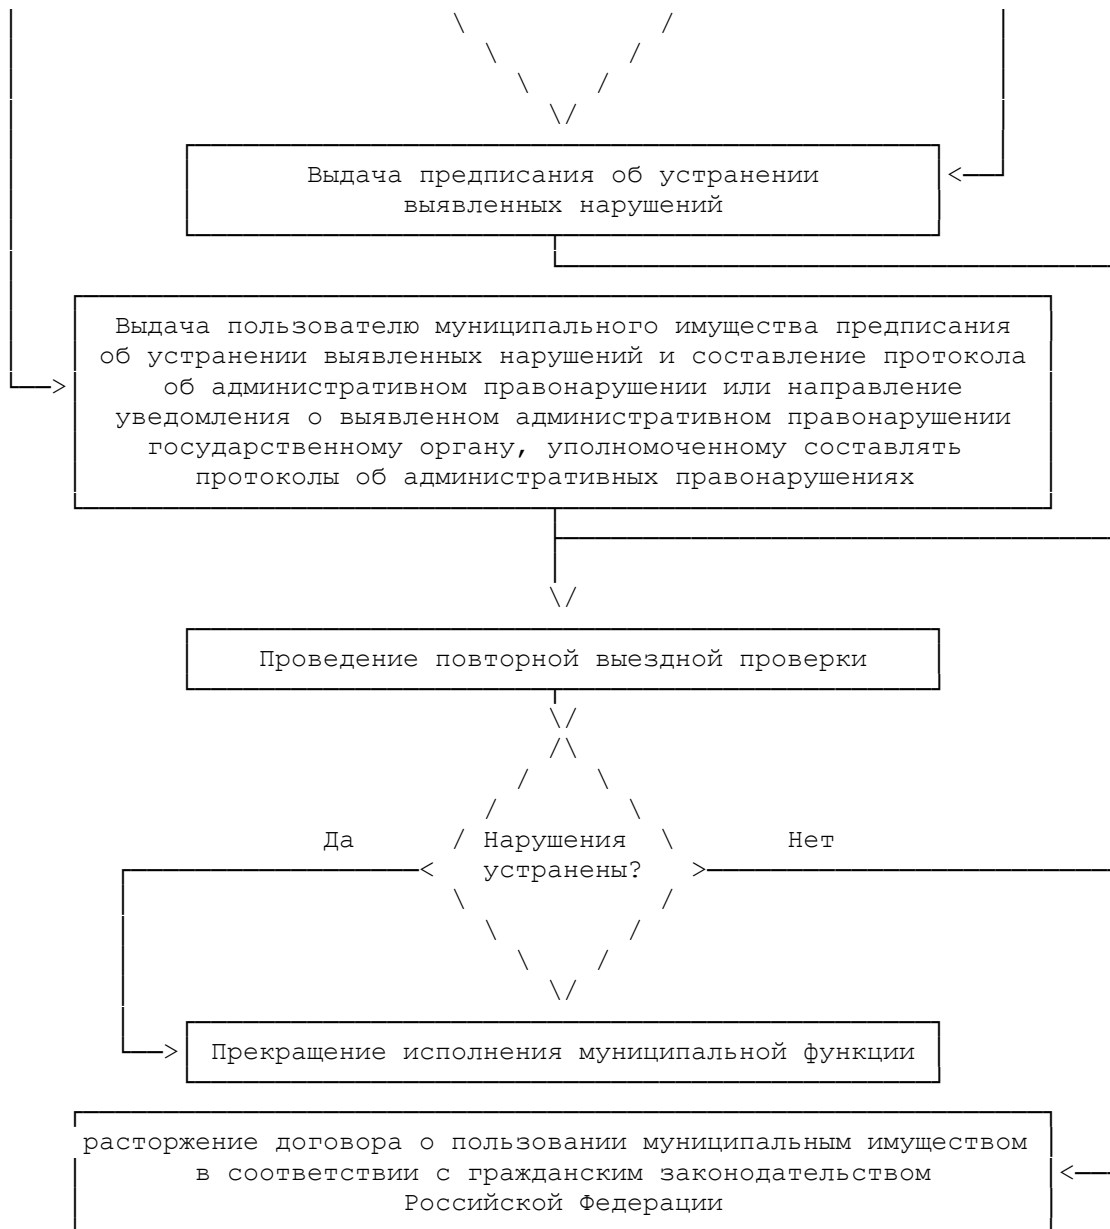 Выдача предписания об устранении
выявленных нарушений
Выдача пользователю муниципального имущества предписания
об устранении выявленных нарушений и составление протокола
об административном правонарушении или направление
уведомления о выявленном административном правонарушении
государственному органу, уполномоченному составлять
протоколы об административных правонарушениях
Проведение повторной выездной проверки
Да
Нарушения
Нет
устранены?
Прекращение исполнения муниципальной функции
расторжение договора о пользовании муниципальным имуществом
в соответствии с гражданским законодательством
Российской Федерации